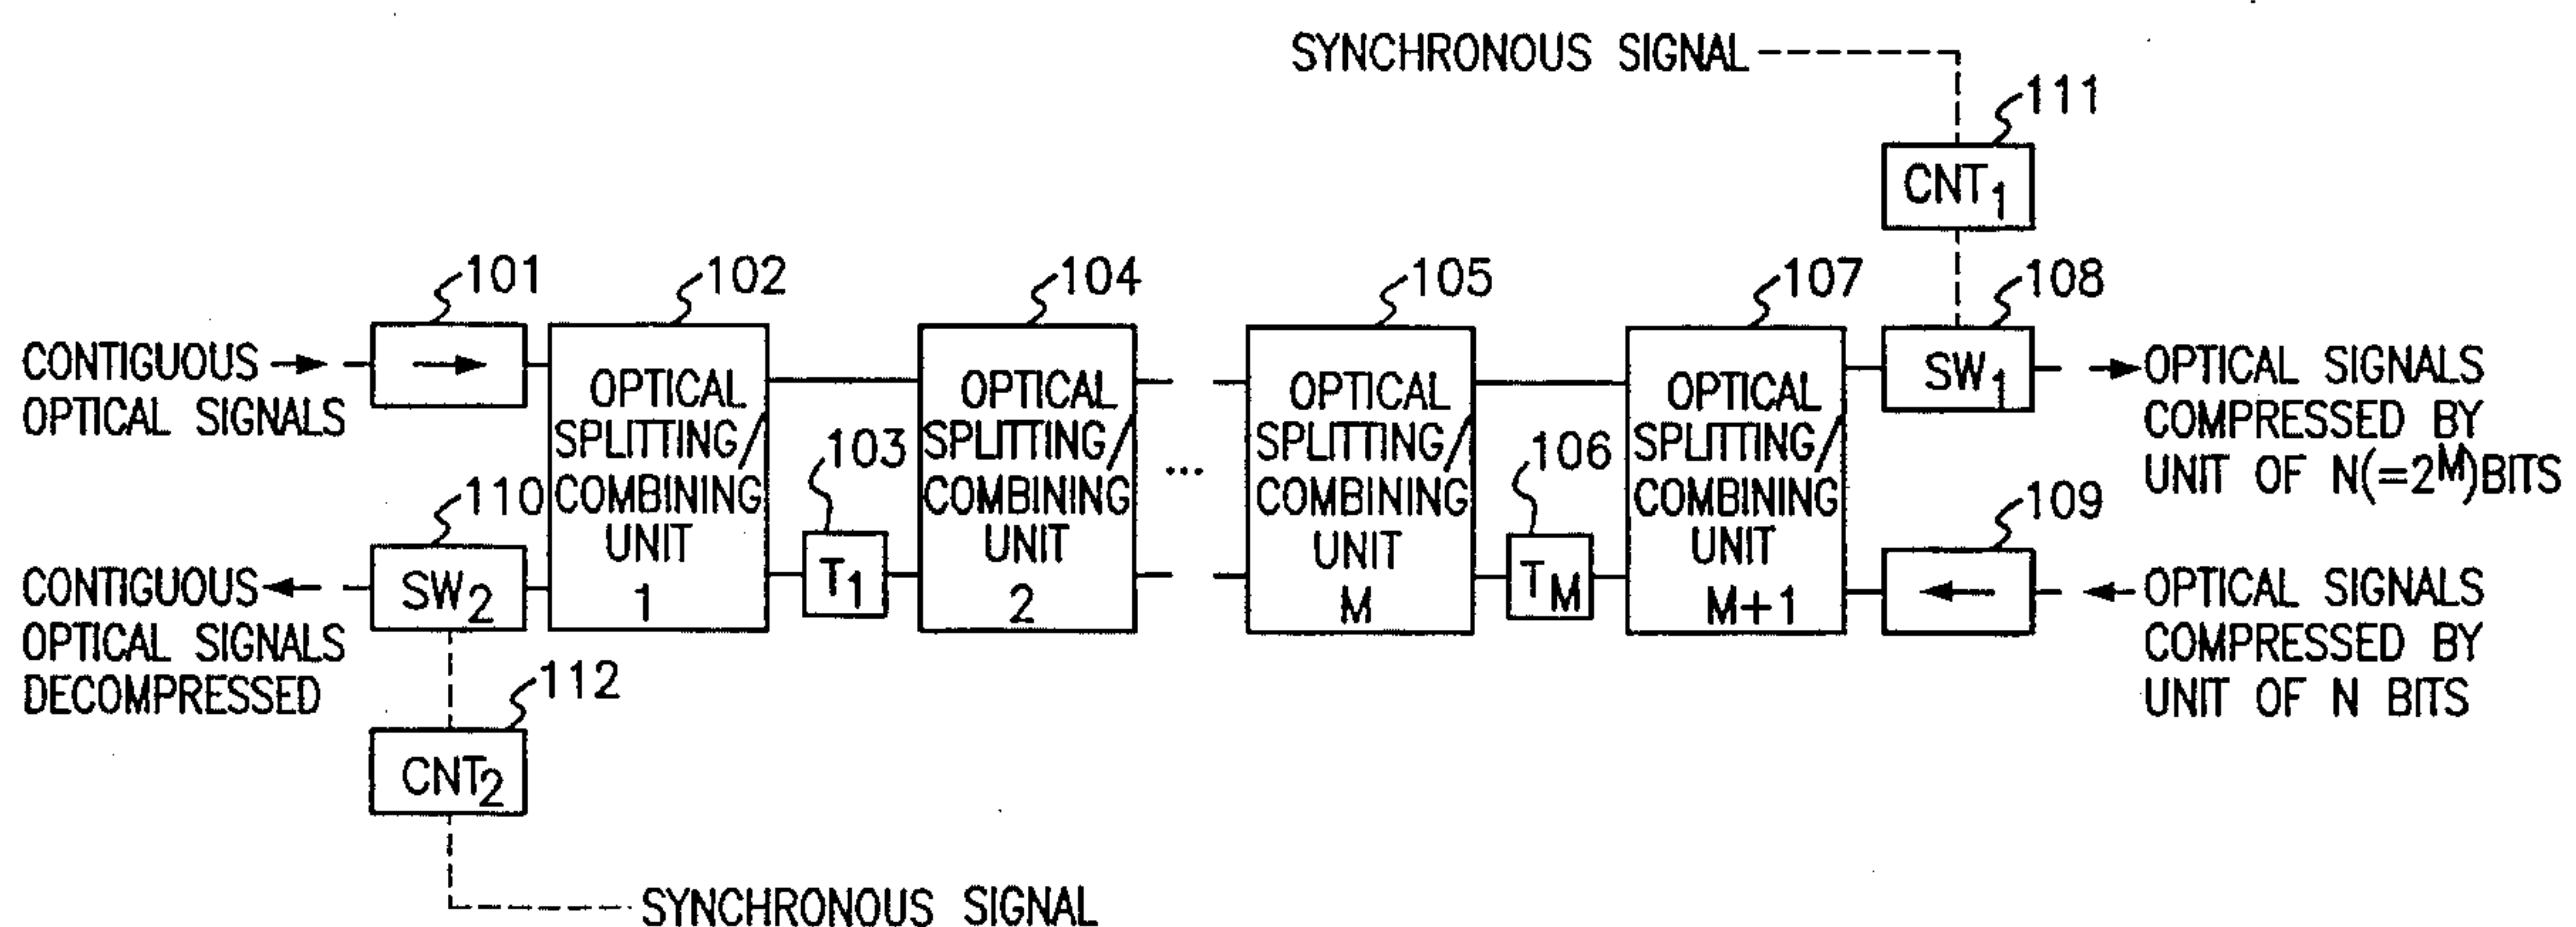 SYNCHRONOUS SIGNAL
111
CNT1
101
102
104
105
107
108
CONTIGUOUS
OPTICAL SIGNALS
OPTICAL
SPLITTING/
COMBINING
UNIT
1
103
T1
OPTICAL
SPLITTING/
COMBINING
UNIT
2
...
OPTICAL
SPLITTING/
COMBINING
UNIT
M
106
TM
OPTICAL
SPLITTING/
COMBINING
UNIT
M+1
SW1
OPTICAL SIGNALS
COMPRESSED BY
UNIT OF N(=2^M)BITS
110
SW2
CONTIGUOUS
OPTICAL SIGNALS
DECOMPRESSED
109
OPTICAL SIGNALS
COMPRESSED BY
UNIT OF N BITS
112
CNT2
SYNCHRONOUS SIGNAL